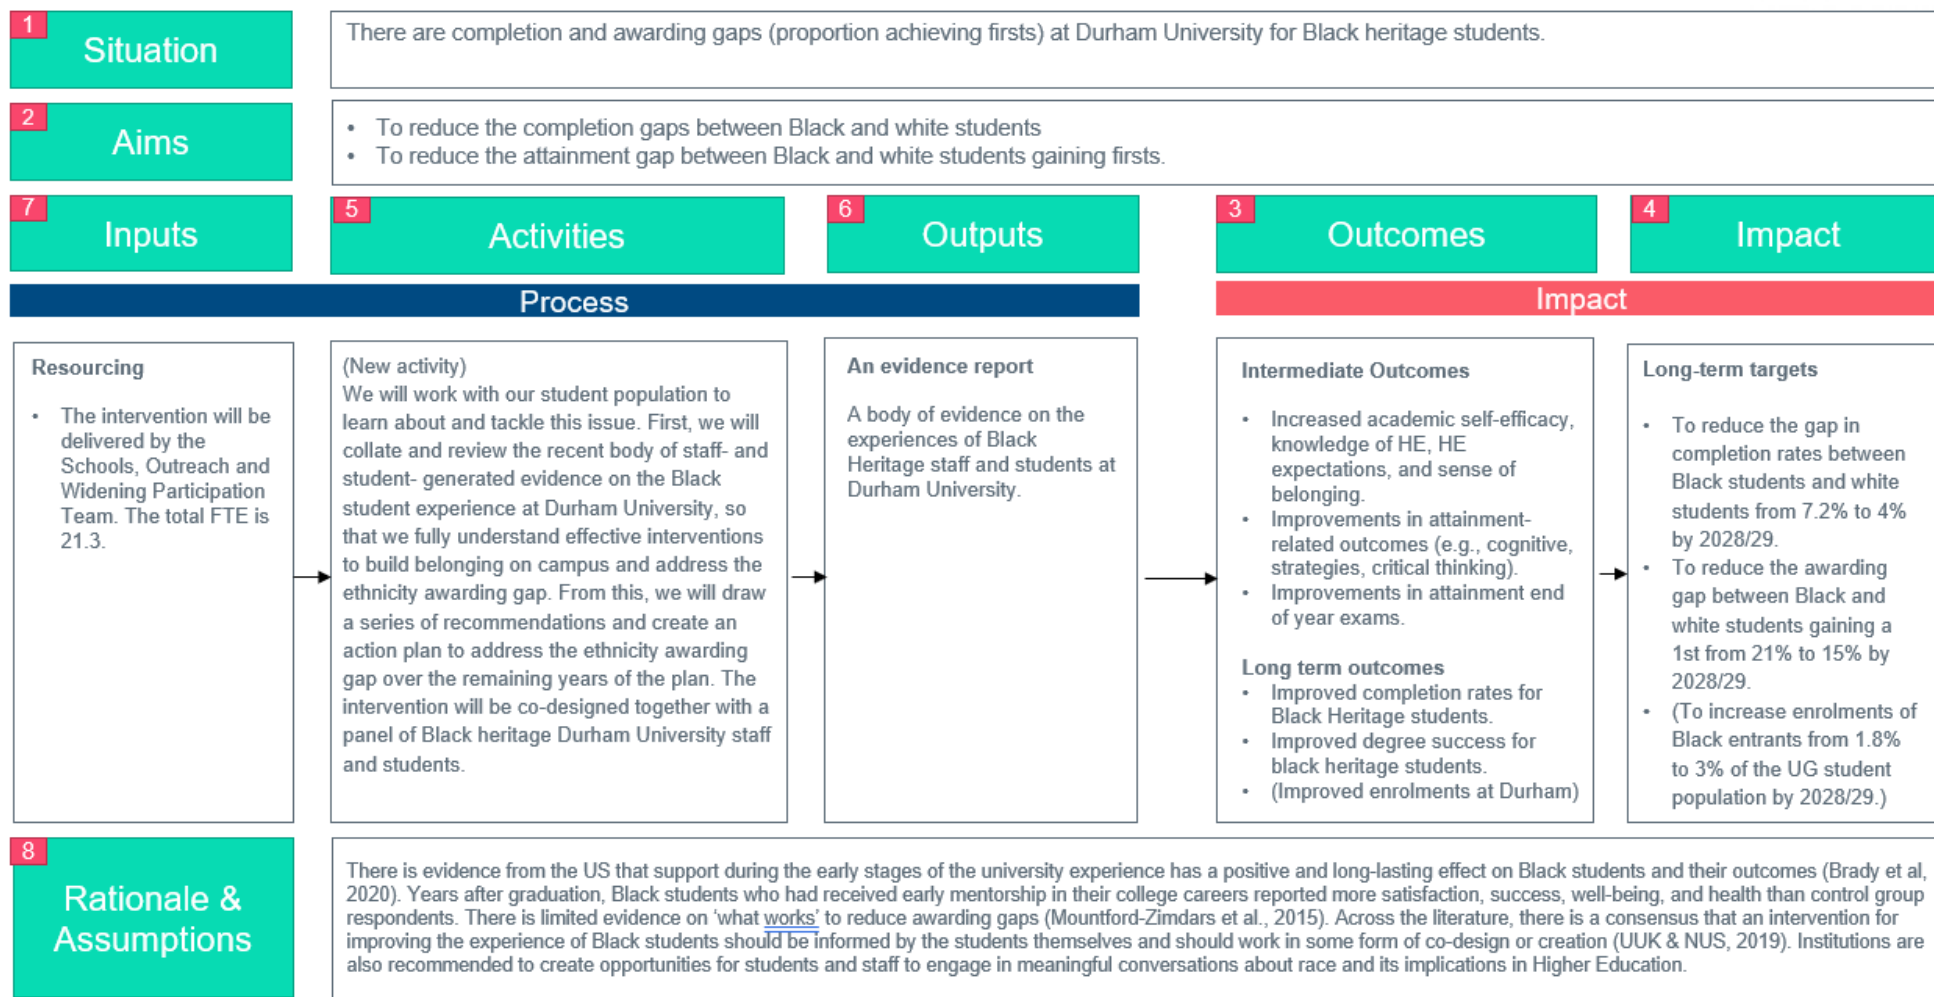 1
Situation
There are completion and awarding gaps (proportion achieving firsts) at Durham University for Black heritage students.
2
Aims
• To reduce the completion gaps between Black and white students
• To reduce the attainment gap between Black and white students gaining firsts.
7
Inputs
5
Activities
6
Outputs
3
Outcomes
4
Impact
Process
Impact
Resourcing
• The intervention will be
delivered by the
Schools, Outreach and
Widening Participation
Team. The total FTE is
21.3.
(New activity)
We will work with our student population to
learn about and tackle this issue. First, we will
collate and review the recent body of staff- and
student- generated evidence on the Black
student experience at Durham University, so
that we fully understand effective interventions
to build belonging on campus and address the
ethnicity awarding gap. From this, we will draw
a series of recommendations and create an
action plan to address the ethnicity awarding
gap over the remaining years of the plan. The
intervention will be co-designed together with a
panel of Black heritage Durham University staff
and students.
An evidence report
A body of evidence on the
experiences of Black
Heritage staff and students at
Durham University.
Intermediate Outcomes
• Increased academic self-efficacy,
knowledge of HE, HE
expectations, and sense of
belonging.
• Improvements in attainment-
related outcomes (e.g., cognitive,
strategies, critical thinking).
• Improvements in attainment end
of year exams.
Long term outcomes
• Improved completion rates for
Black Heritage students.
• Improved degree success for
black heritage students.
• (Improved enrolments at Durham)
Long-term targets
• To reduce the gap in
completion rates between
Black students and white
students from 7.2% to 4%
by 2028/29.
• To reduce the awarding
gap between Black and
white students gaining a
1st from 21% to 15% by
2028/29.
• (To increase enrolments of
Black entrants from 1.8%
to 3% of the UG student
population by 2028/29.)
8
Rationale &
Assumptions
There is evidence from the US that support during the early stages of the university experience has a positive and long-lasting effect on Black students and their outcomes (Brady et al,
2020). Years after graduation, Black students who had received early mentorship in their college careers reported more satisfaction, success, well-being, and health than control group
respondents. There is limited evidence on 'what works' to reduce awarding gaps (Mountford-Zimdars et al., 2015). Across the literature, there is a consensus that an intervention for
improving the experience of Black students should be informed by the students themselves and should work in some form of co-design or creation (UUK & NUS, 2019). Institutions are
also recommended to create opportunities for students and staff to engage in meaningful conversations about race and its implications in Higher Education.